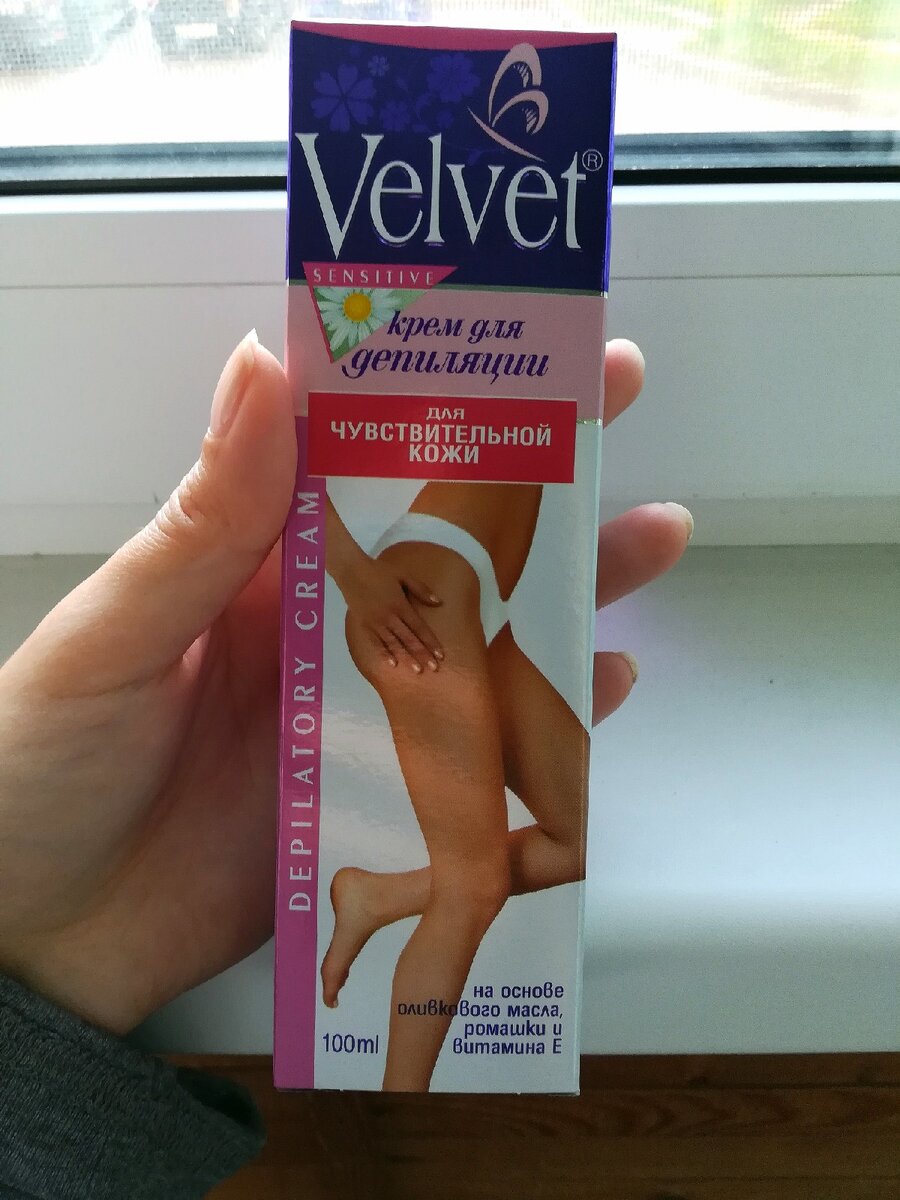 Velvet®
SENSITIVE
крем для
депиляции
ДЛЯ
ЧУВСТВИТЕЛЬНОЙ
КОЖИ
DEPILATORY CREAM
на основе
оливкового масла,
ромашки и
витамина Е
100ml